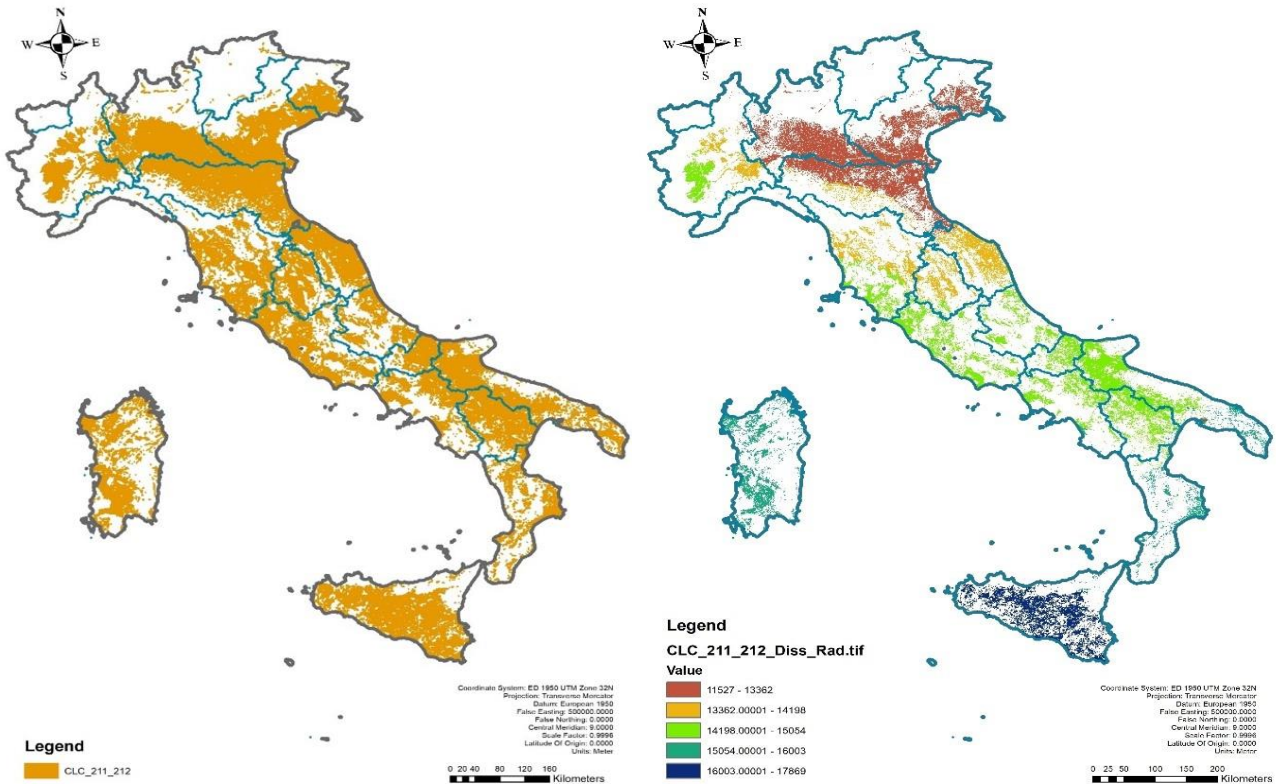 N
W E
S
Coordinate System: ED 1950 UTM Zone 32N
Projection: Transverse Mercator
Datum: European 1950
False Easting: 500000.0000
False Northing: 0.0000
Central Meridian: 9.0000
Scale Factor: 0.9996
Latitude Of Origin: 0.0000
Units: Meter
Legend
CLC_211_212
0 20 40 80 120 160
Kilometers
N
W E
S
Legend
CLC_211_212_Diss_Rad.tif
Value
11527 - 13362
13362.00001 - 14198
14198.00001 - 15054
15054.00001 - 16003
16003.00001 - 17869
Coordinate System: ED 1950 UTM Zone 32N
Projection: Transverse Mercator
Datum: European 1950
False Easting: 500000.0000
False Northing: 0.0000
Central Meridian: 9.0000
Scale Factor: 0.9996
Latitude Of Origin: 0.0000
Units: Meter
0 25 50 100 150 200
Kilometers